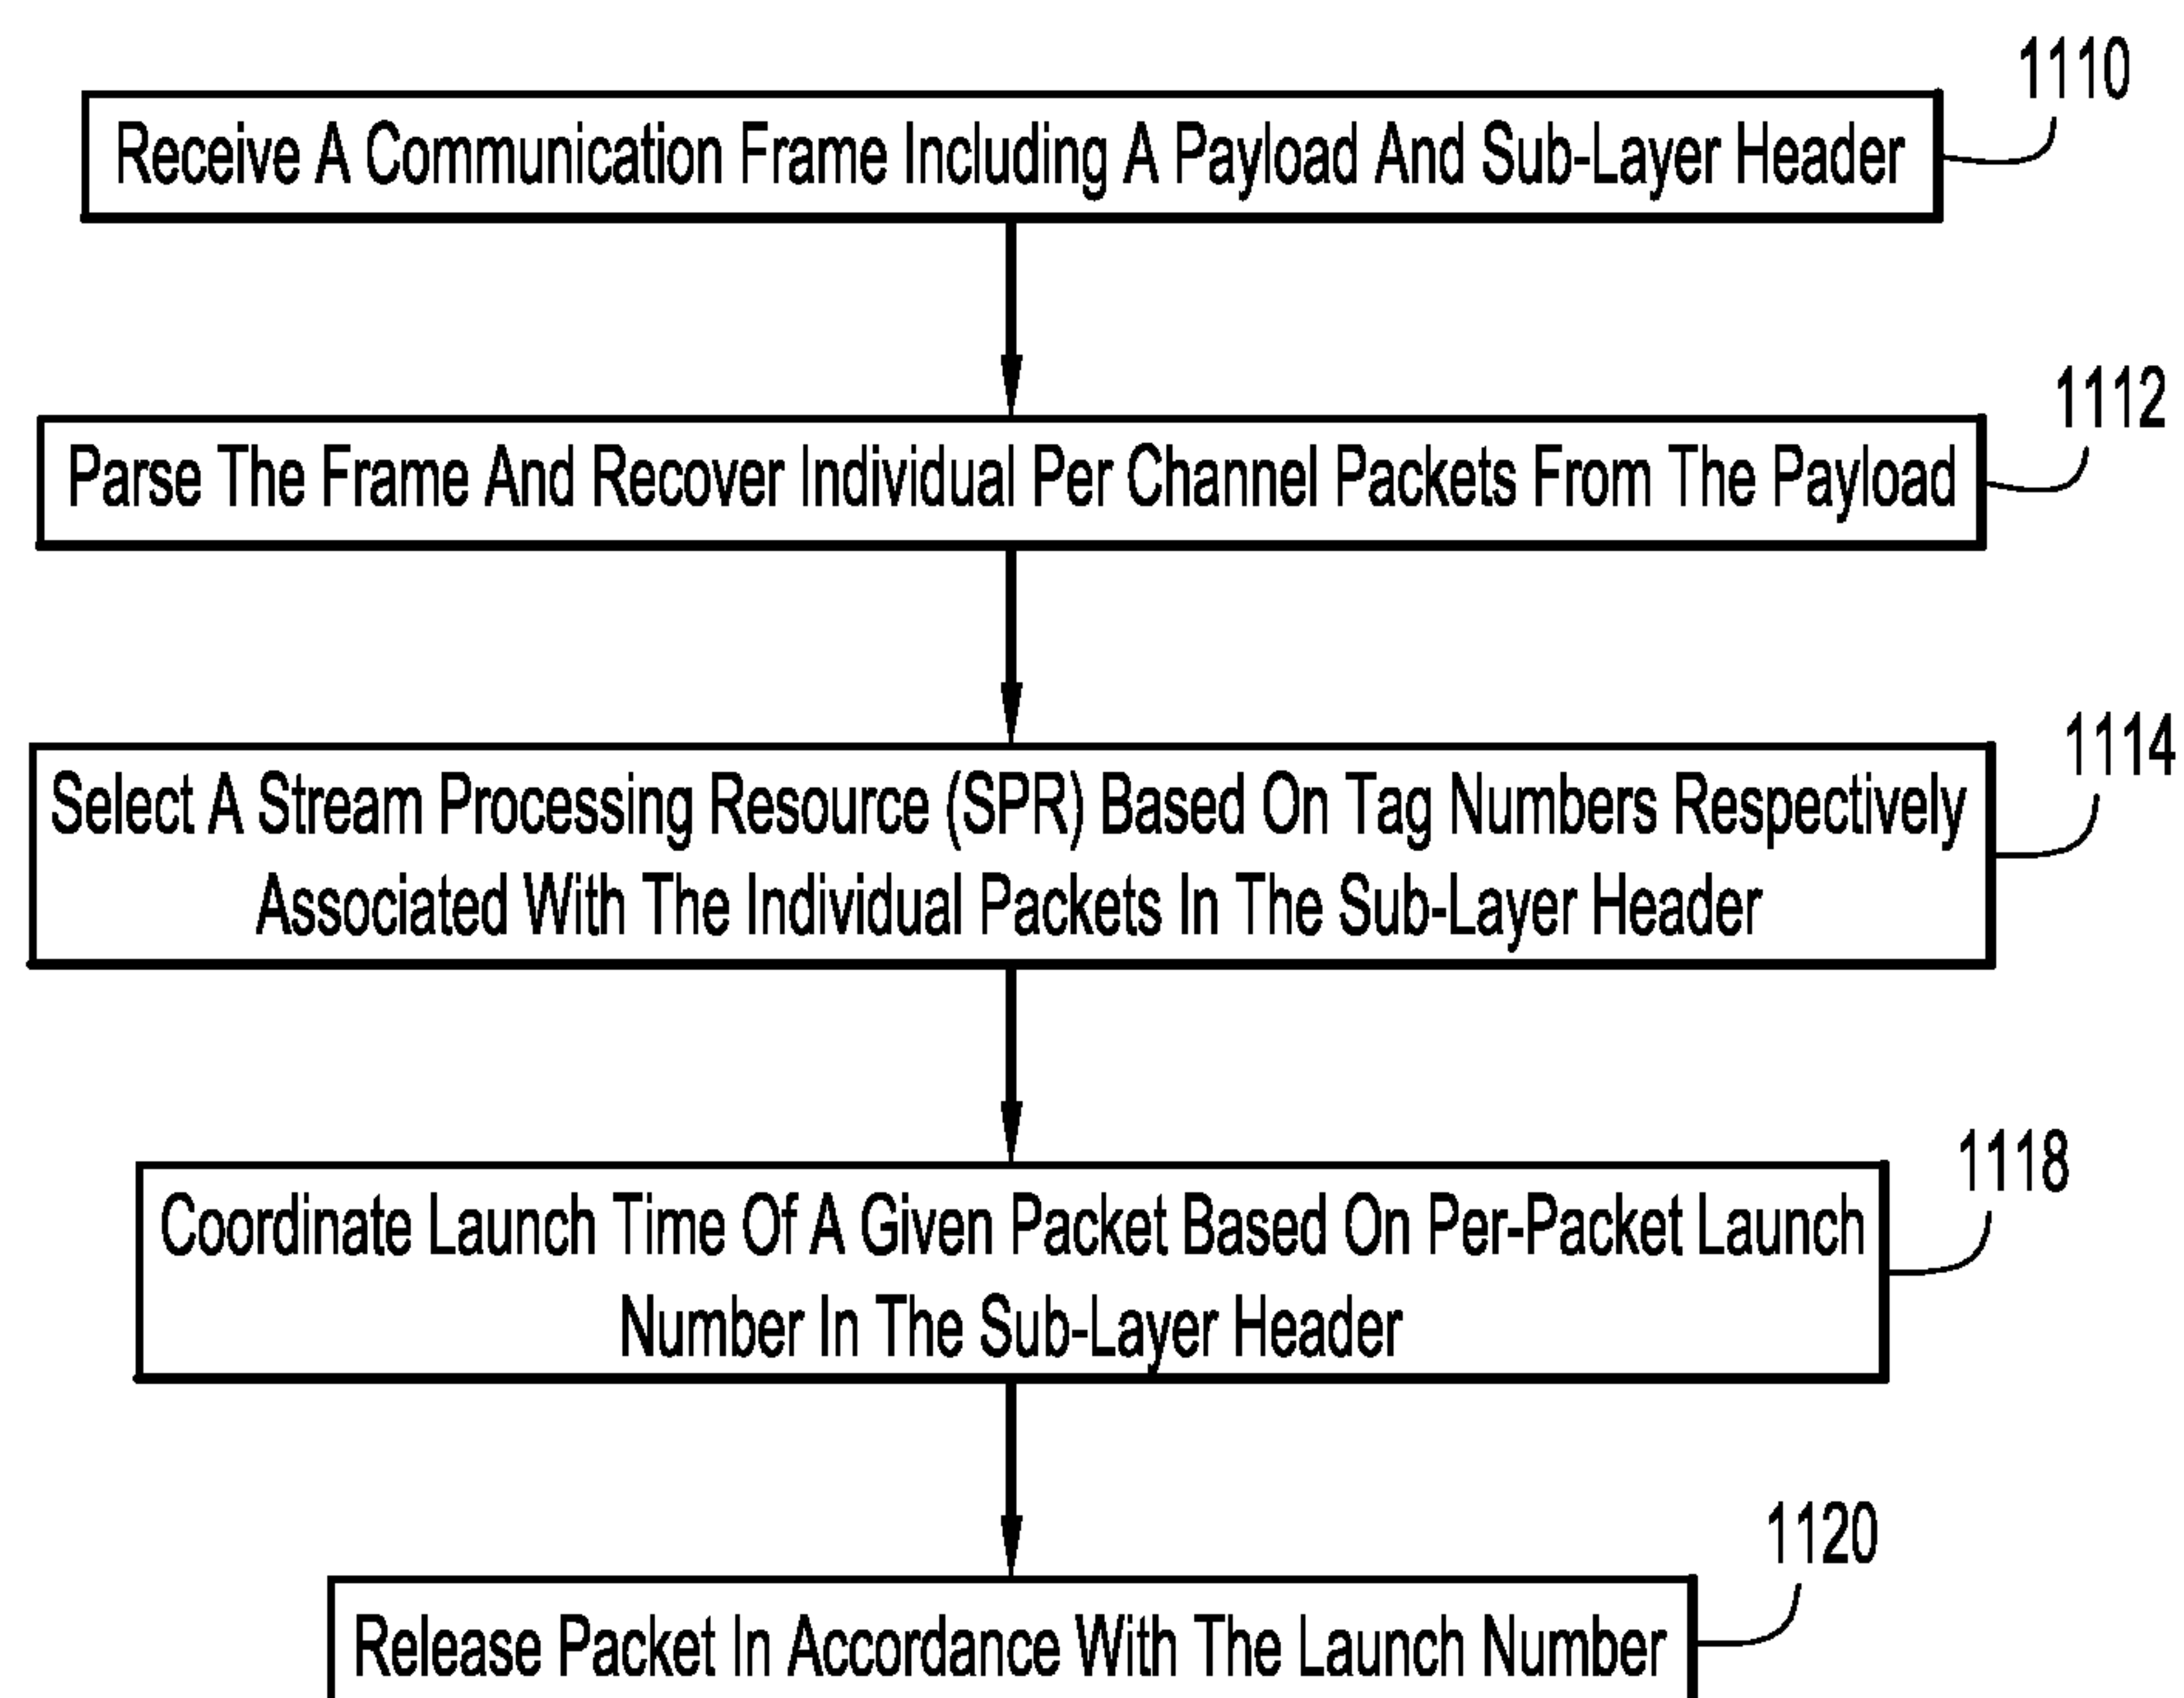 1110
Receive A Communication Frame Including A Payload And Sub-Layer Header
1112
Parse The Frame And Recover Individual Per Channel Packets From The Payload
1114
Select A Stream Processing Resource (SPR) Based On Tag Numbers Respectively
Associated With The Individual Packets In The Sub-Layer Header
1118
Coordinate Launch Time Of A Given Packet Based On Per-Packet Launch
Number In The Sub-Layer Header
1120
Release Packet In Accordance With The Launch Number